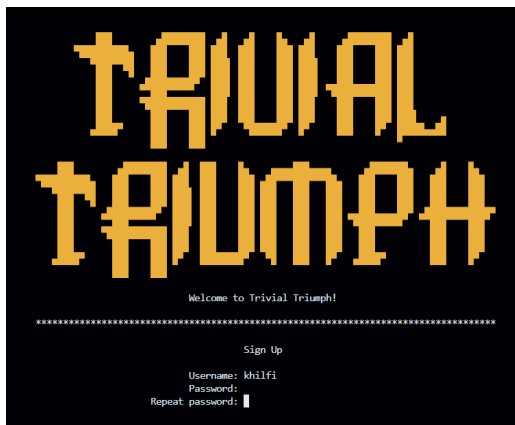 TRIVIAL
TRIUMPH
Welcome to Trivial Triumph!
************************************************************************************
Sign Up
Username: khilfi
Password:
Repeat password: